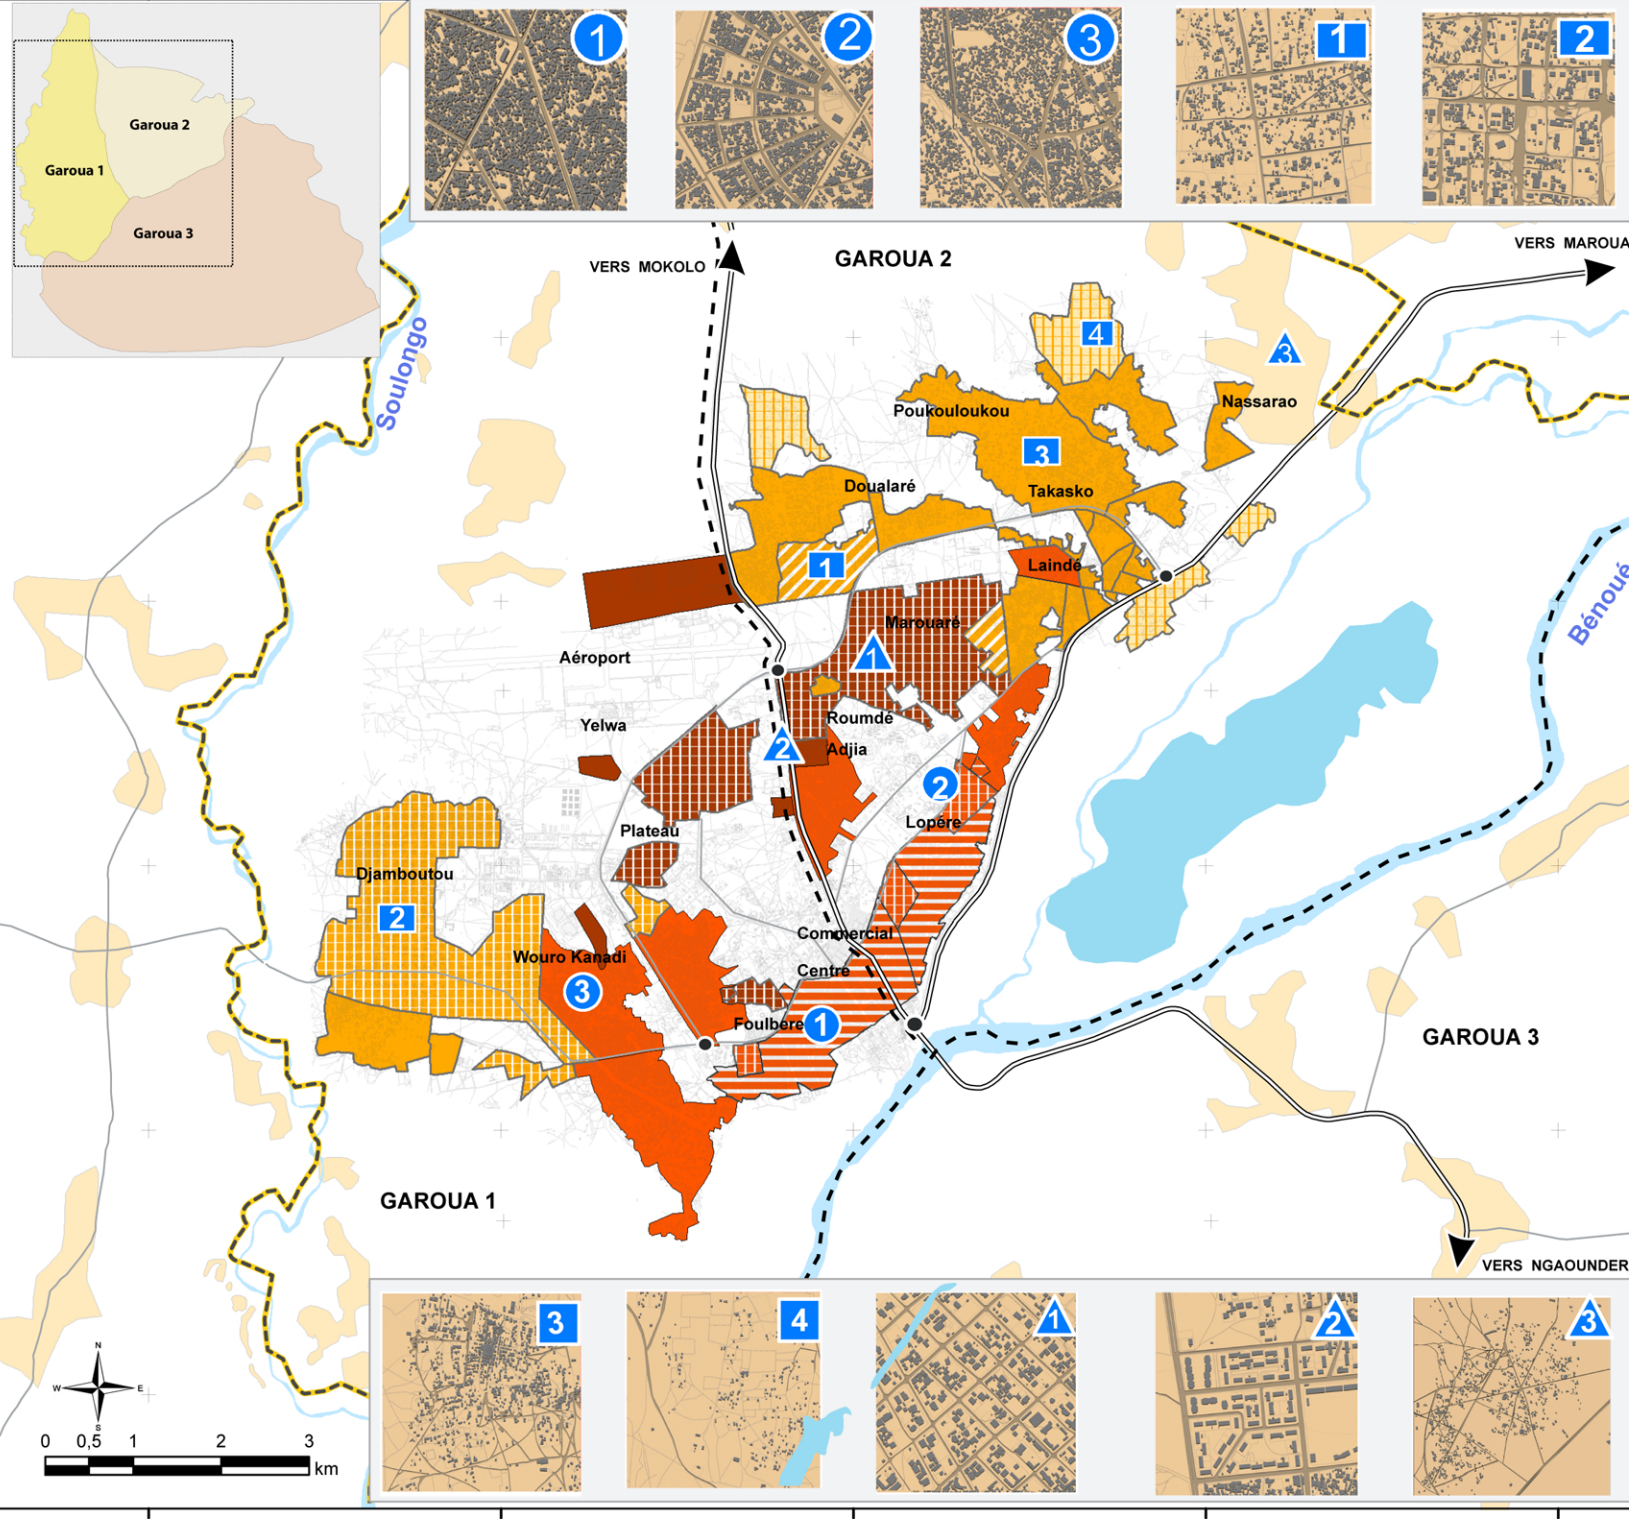 Garoua 2
Garoua 1
Garoua 3
1
2
3
1
2
VERS MOKOLO
GAROUA 2
VERS MAROUA
Soulongo
4
3
Poukouloukou
Nassarao
3
Doualaré
Takasko
1
Laindé
Marouaré
1
Bénoué
Aéroport
Yelwa
Roumdé
Adjia
2
2
Plateau
Lopére
Djamboutou
2
Commercial
Centre
Wouro Kanadi
3
Foulbere
1
GAROUA 3
GAROUA 1
VERS NGAOUNDER
3
4
1
2
3
N
W
E
S
0 0,5 1 2 3
km